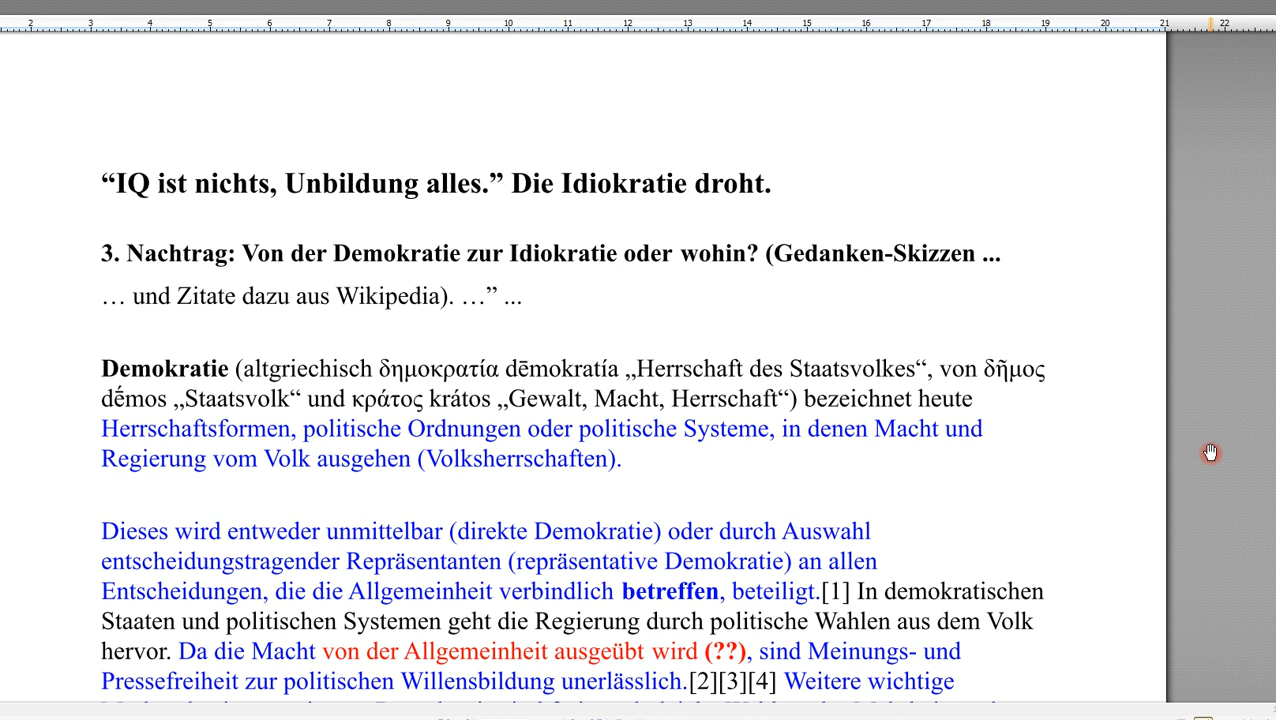 2 3 4 5 6 7 8 9 10 11 12 13 14 15 16 17 18 19 20 21 22
“IQ ist nichts, Unbildung alles.” Die Idiokratie droht.
3. Nachtrag: Von der Demokratie zur Idiokratie oder wohin? (Gedanken-Skizzen ...
… und Zitate dazu aus Wikipedia). …” ...
Demokratie (altgriechisch δημοκρατία dēmokratía „Herrschaft des Staatsvolkes“, von δῆμος
dḗmos „Staatsvolk“ und κράτος krátos „Gewalt, Macht, Herrschaft“) bezeichnet heute
Herrschaftsformen, politische Ordnungen oder politische Systeme, in denen Macht und
Regierung vom Volk ausgehen (Volksherrschaften).
Dieses wird entweder unmittelbar (direkte Demokratie) oder durch Auswahl
entscheidungstragender Repräsentanten (repräsentative Demokratie) an allen
Entscheidungen, die die Allgemeinheit verbindlich betreffen, beteiligt.[1] In demokratischen
Staaten und politischen Systemen geht die Regierung durch politische Wahlen aus dem Volk
hervor. Da die Macht von der Allgemeinheit ausgeübt wird (??), sind Meinungs- und
Pressefreiheit zur politischen Willensbildung unerlässlich.[2][3][4] Weitere wichtige